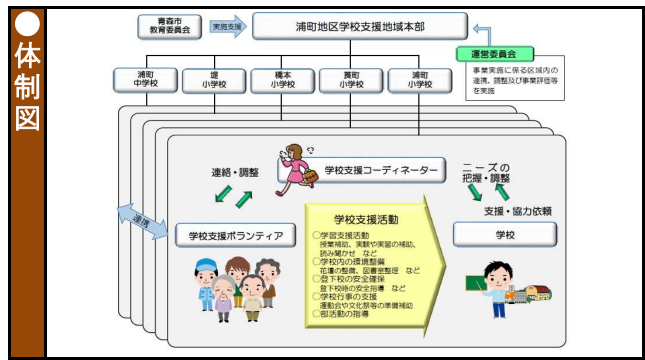 ●体制図
青森市
教育委員会
実施支援
浦町地区学校支援地域本部
運営委員会
事業実施に係る区域内の
連携、調整及び事業評価等
を実施
浦町
中学校
堤
小学校
橋本
小学校
莨町
小学校
浦町
小学校
連絡・調整
学校支援コーディネーター
ニーズの
把握・調整
連携
学校支援ボランティア
支援・協力依頼
学校
学校支援活動
○学習支援活動
授業補助、実験や実習の補助、
読み聞かせ など
○学校内の環境整備
花壇の整備、図書室整理 など
○登下校の安全確保
登下校時の安全指導 など
○学校行事の支援
運動会や文化祭等の準備補助
○部活動の指導